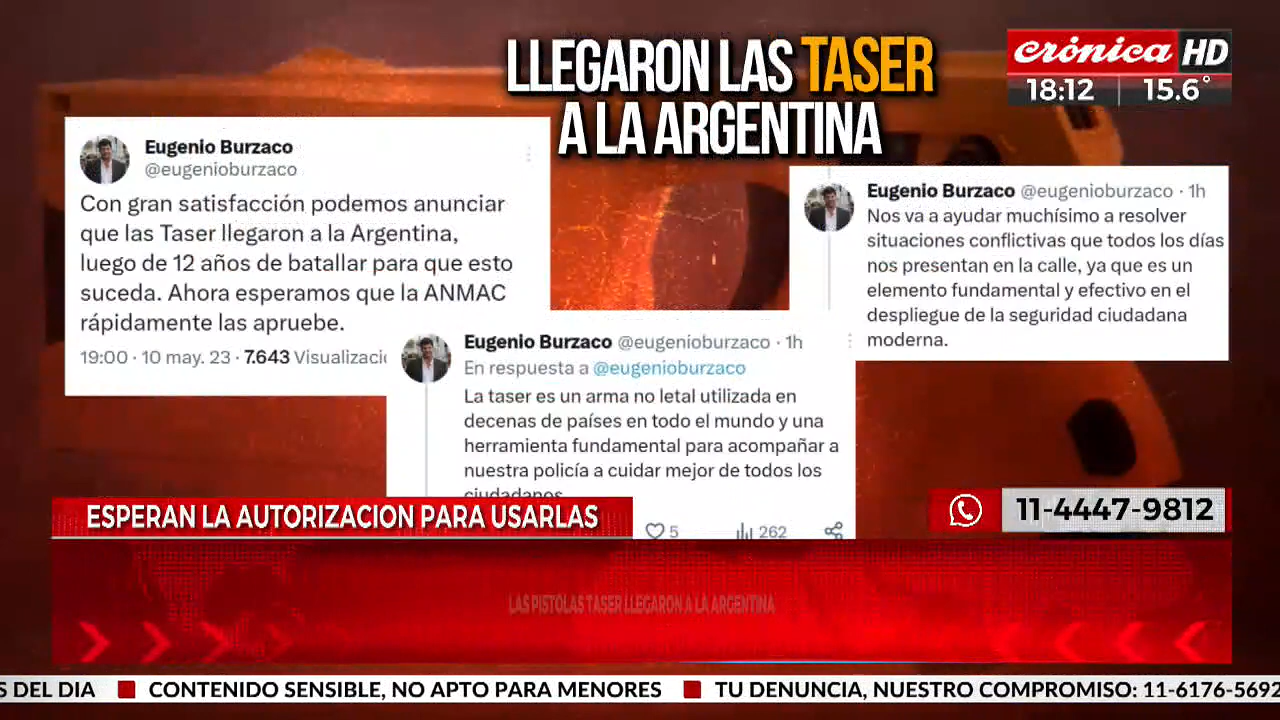 LLEGARON LAS TASER
A LA ARGENTINA
crónica HD
18:12 15.6°
Eugenio Burzaco
@eugenioburzaco
Con gran satisfacción podemos anunciar
que las Taser llegaron a la Argentina,
luego de 12 años de batallar para que esto
suceda. Ahora esperamos que la ANMAC
rápidamente las apruebe.
19:00 · 10 may. 23 · 7.643 Visualizacio
Eugenio Burzaco @eugenioburzaco · 1h
Nos va a ayudar muchísimo a resolver
situaciones conflictivas que todos los días
nos presentan en la calle, ya que es un
elemento fundamental y efectivo en el
despliegue de la seguridad ciudadana
moderna.
Eugenio Burzaco @eugenioburzaco · 1h
En respuesta a @eugenioburzaco
La taser es un arma no letal utilizada en
decenas de países en todo el mundo y una
herramienta fundamental para acompañar a
nuestra policía a cuidar mejor de todos los
ciudadanos
5 262
ESPERAN LA AUTORIZACION PARA USARLAS
11-4447-9812
LAS PISTOLAS TASER LLEGARON A LA ARGENTINA
S DEL DIA CONTENIDO SENSIBLE, NO APTO PARA MENORES TU DENUNCIA, NUESTRO COMPROMISO: 11-6176-5692